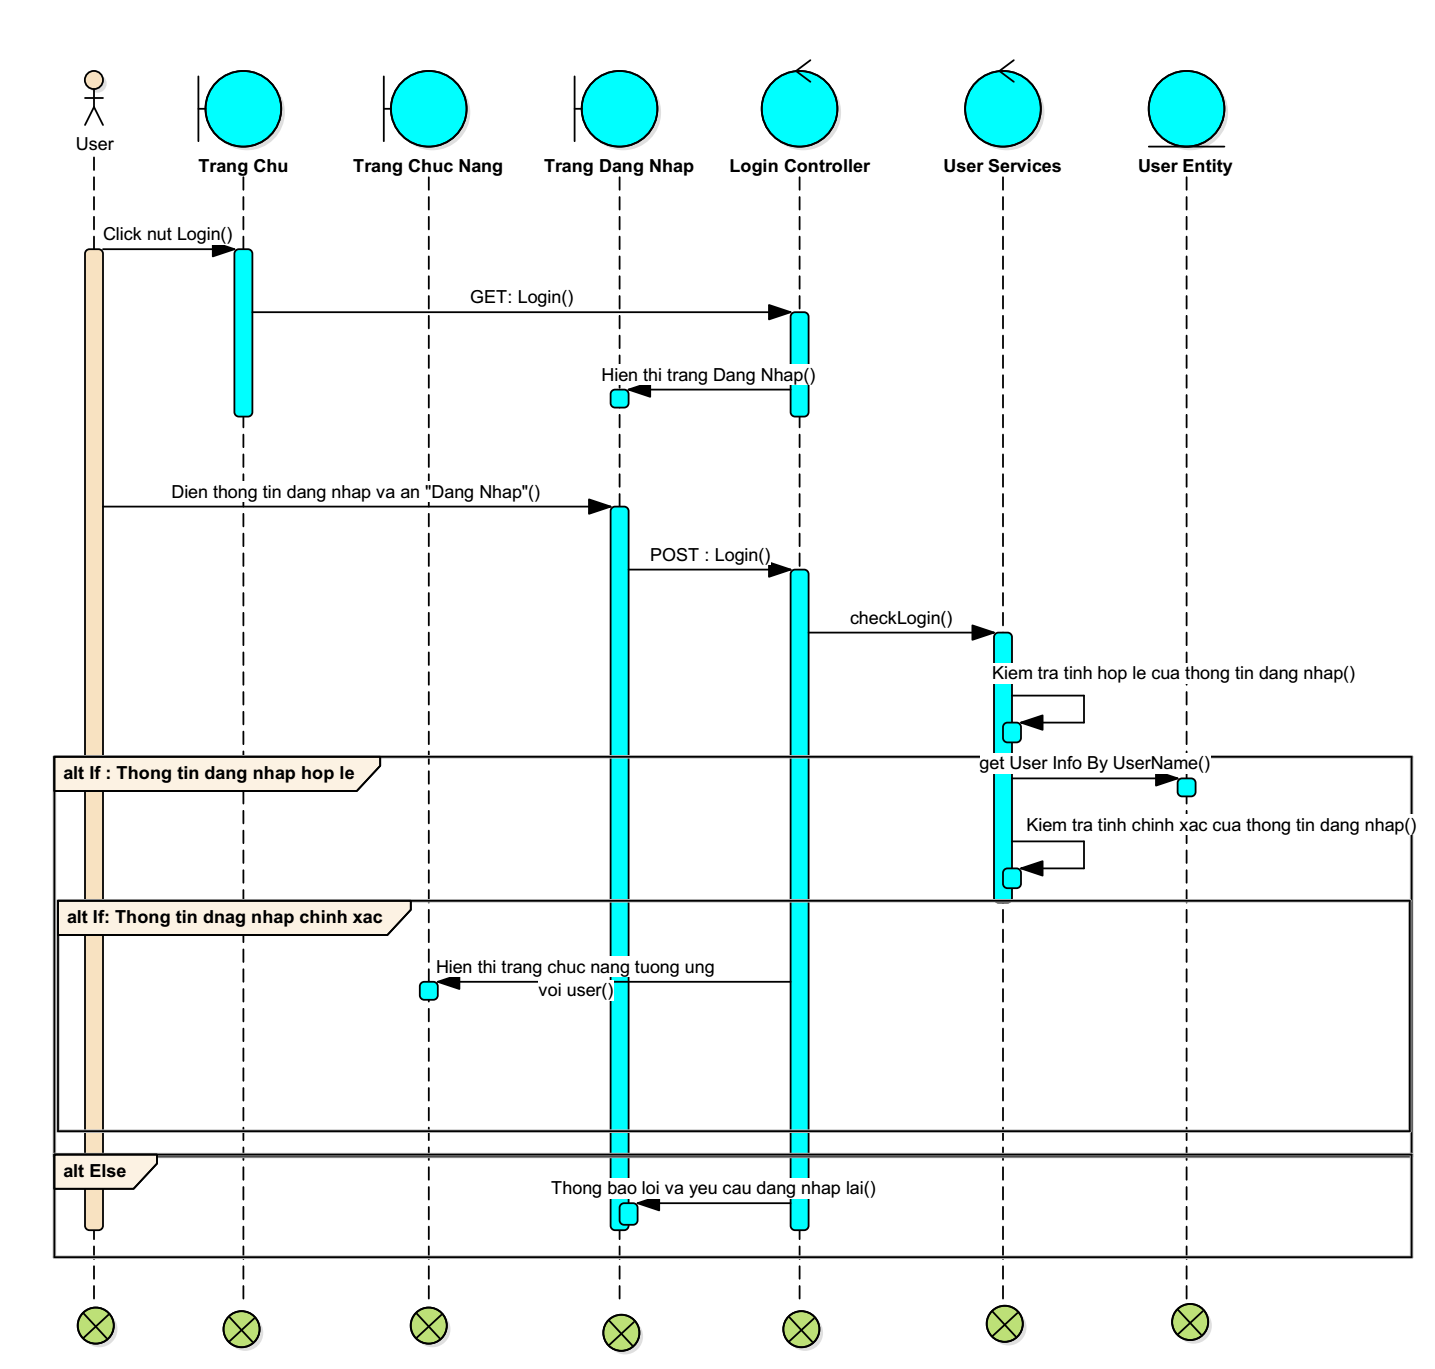 User
Trang Chu
Trang Chuc Nang
Trang Dang Nhap
Login Controller
User Services
User Entity
Click nut Login()
GET: Login()
Hien thi trang Dang Nhap()
Dien thong tin dang nhap va an "Dang Nhap"()
POST : Login()
checkLogin()
Kiem tra tinh hop le cua thong tin dang nhap()
alt If : Thong tin dang nhap hop le
get User Info By UserName()
Kiem tra tinh chinh xac cua thong tin dang nhap()
alt If: Thong tin dnag nhap chinh xac
Hien thi trang chuc nang tuong ung
voi user()
alt Else
Thong bao loi va yeu cau dang nhap lai()